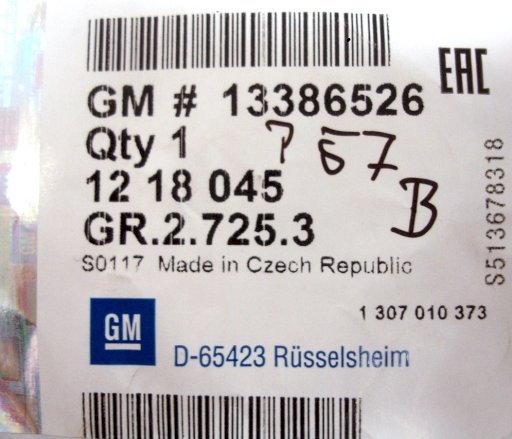 EAC
GM # 13386526
Qty 1
12 18 045
GR.2.725.3
S0117 Made in Czech Republic
S513678318
B
1 307 010 373
GM
D-65423 Rüsselsheim